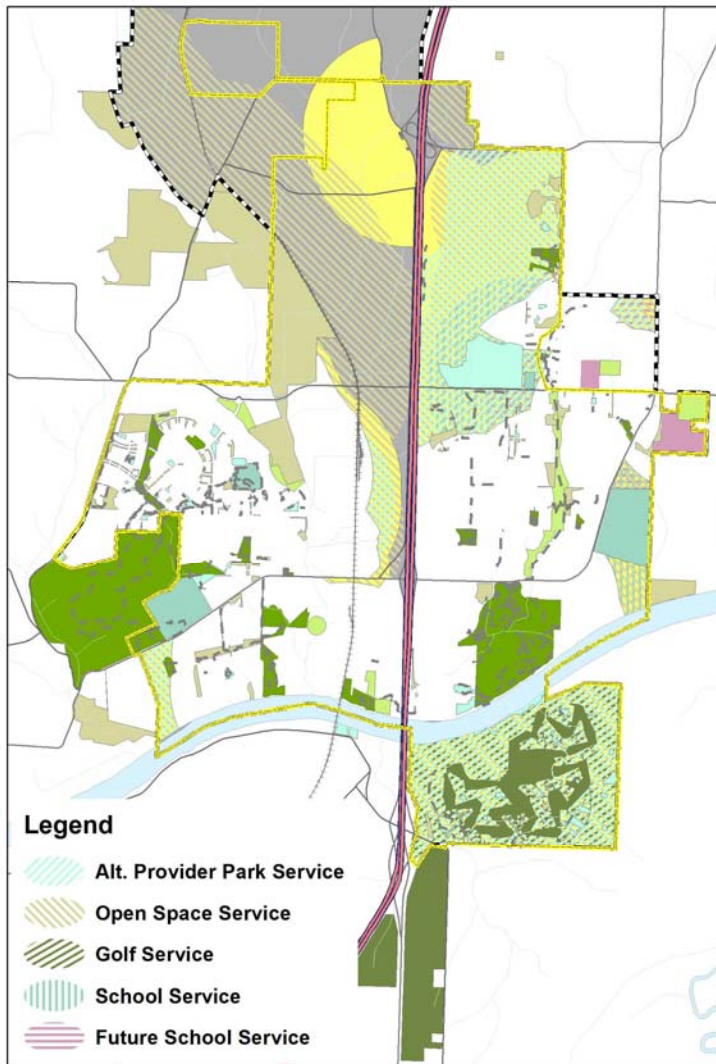 Legend
Alt. Provider Park Service
Open Space Service
Golf Service
School Service
Future School Service